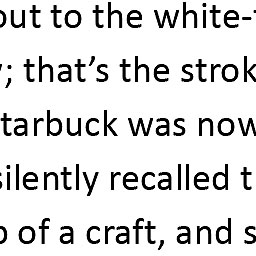 out to the white-
; that’s the strok
tarbuck was now
silently recalled t
of a craft, and s